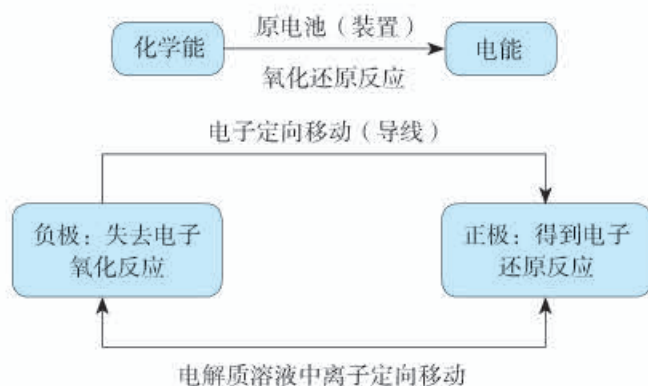 原电池（装置）
化学能
电能
氧化还原反应
电子定向移动（导线）
负极：失去电子
氧化反应
正极：得到电子
还原反应
电解质溶液中离子定向移动